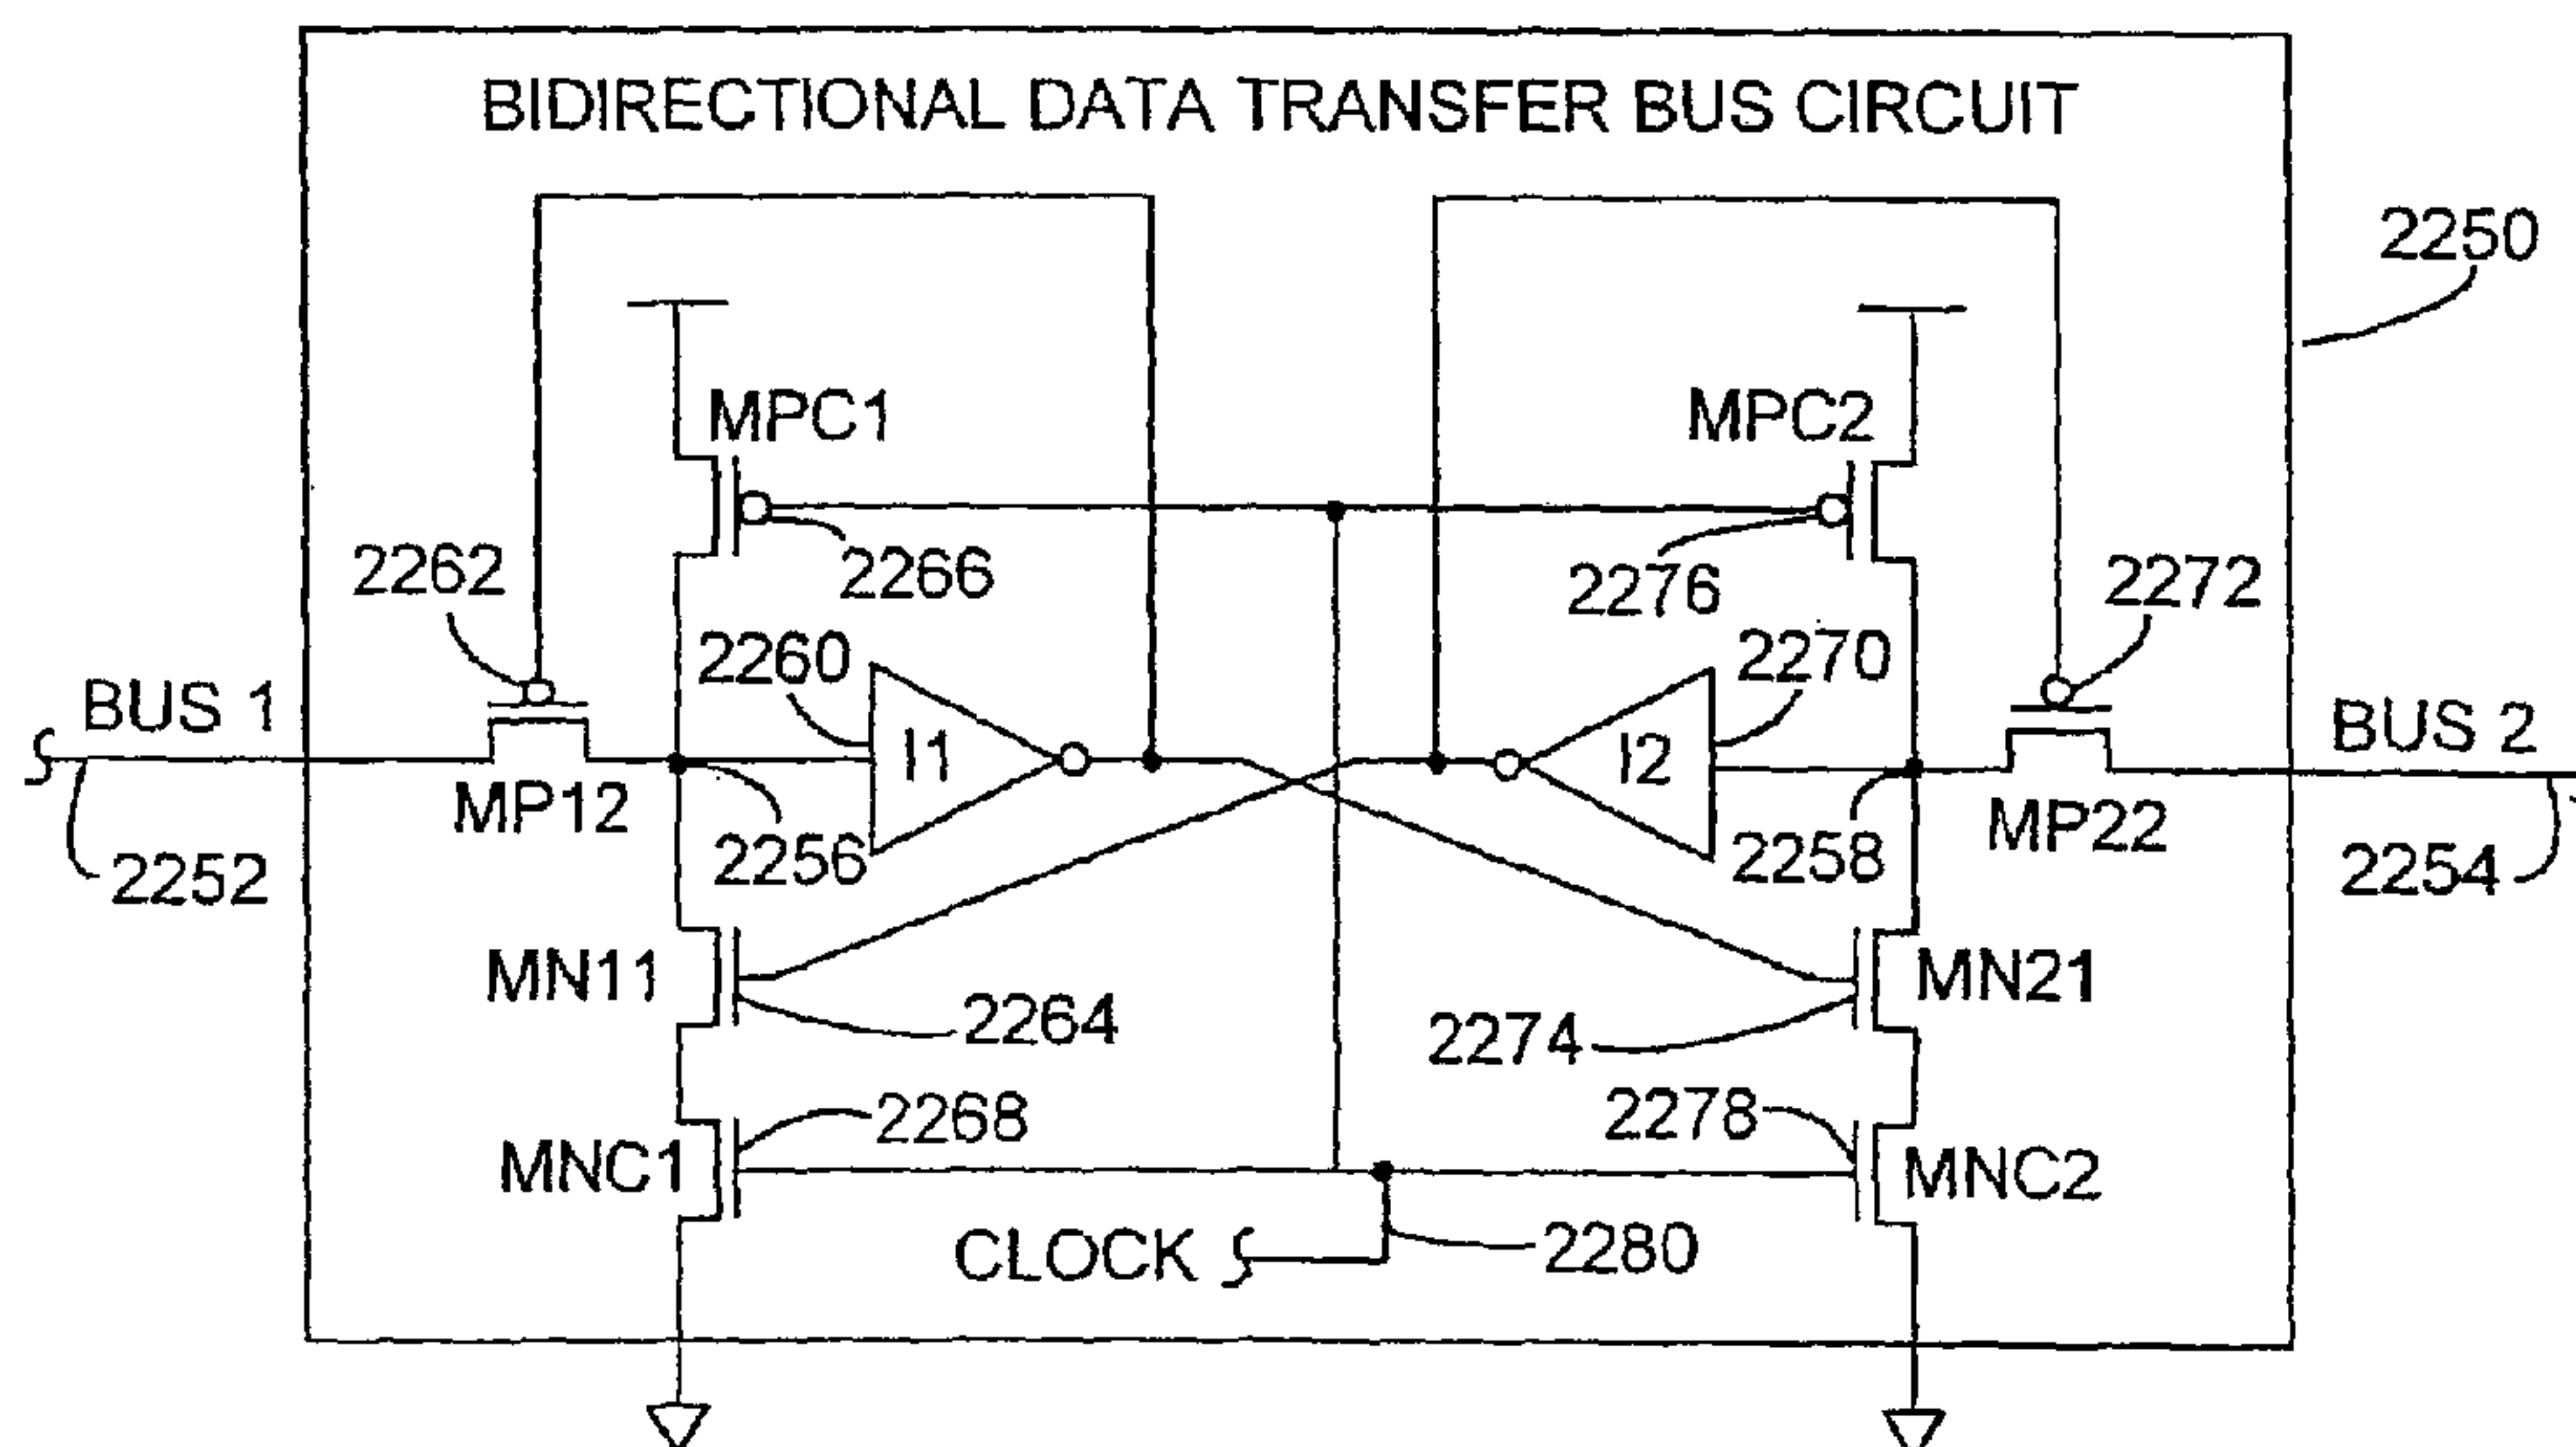 BIDIRECTIONAL DATA TRANSFER BUS CIRCUIT
2250
MPC1
MPC2
2262
2266
2276
2272
2260
2270
BUS 1
I1
I2
BUS 2
MP12
MP22
2252
2256
2258
2254
MN11
MN21
2264
2274
2268
2278
MNC1
MNC2
CLOCK
2280